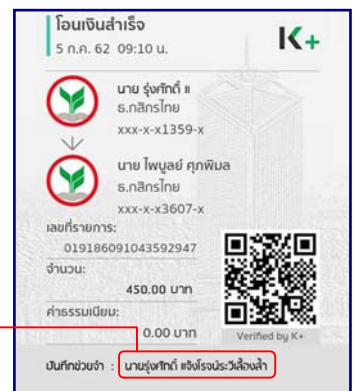 โอนเงินสำเร็จ
5 ก.ค. 62 09:10 น.
K+
นาย รุ่งศักดิ์ แ
ธ.กสิกรไทย
xxx-x-x1359-x
นาย ไพบูลย์ ศุภพิมล
ธ.กสิกรไทย
xxx-x-x3607-x
เลขที่รายการ:
019186091043592947
จำนวน:
450.00 บาท
ค่าธรรมเนียม:
0.00 บาท
Verified by K+
บันทึกช่วยจำ : นายรุ่งศักดิ์ แจ้งโรจน์ระวีเลื้องล้ำ